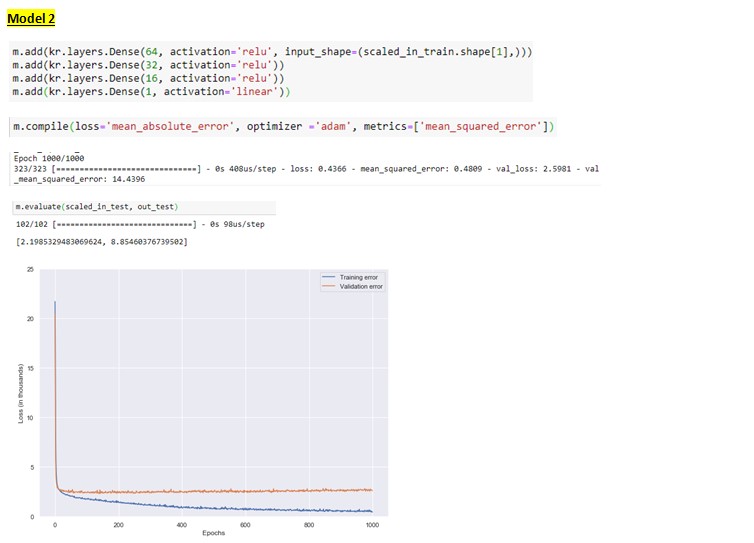 Model 2
m.add(kr.layers.Dense(64, activation='relu', input_shape=(scaled_in_train.shape[1],)))
m.add(kr.layers.Dense(32, activation='relu'))
m.add(kr.layers.Dense(16, activation='relu'))
m.add(kr.layers.Dense(1, activation='linear'))
m.compile(loss='mean_absolute_error', optimizer ='adam', metrics=['mean_squared_error'])
Epoch 1000/1000
323/323 [==============================] - 0s 408us/step - loss: 0.4366 - mean_squared_error: 0.4809 - val_loss: 2.5981 - val
_mean_squared_error: 14.4396
m.evaluate(scaled_in_test, out_test)
102/102 [==============================] - 0s 98us/step
[2.1985329483069624, 8.85460376739502]
Training error
Validation error
25
20
15
10
5
0
Loss (in thousands)
0 200 400 600 800 1000
Epochs